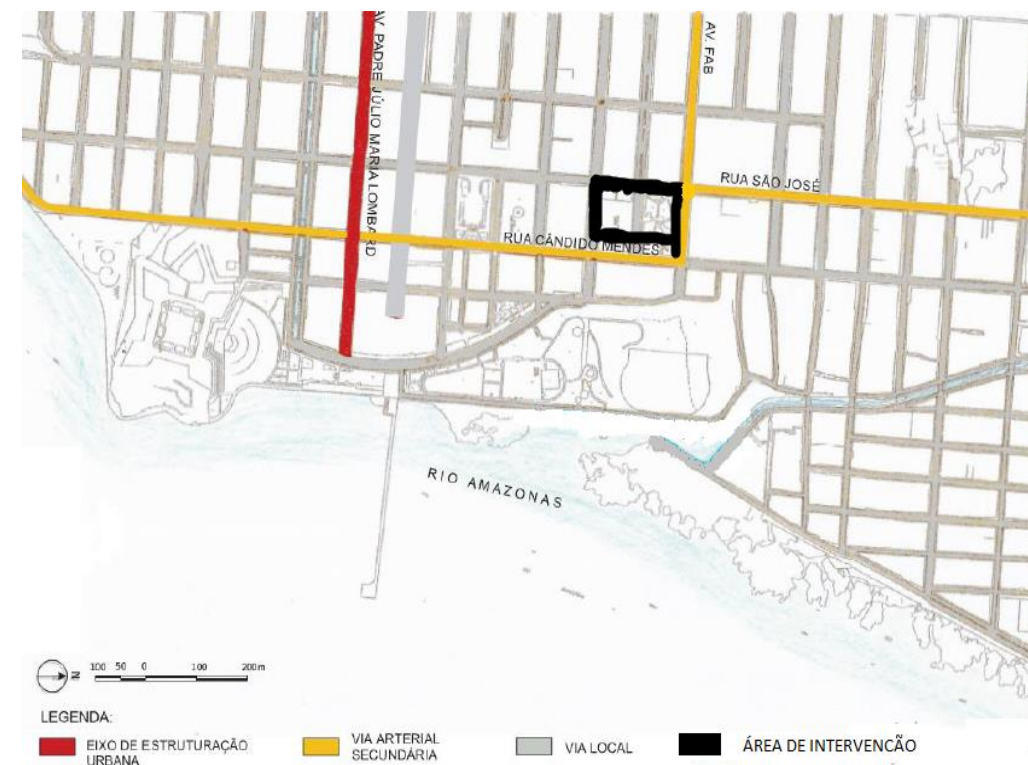 AV. PADRE JÚLIO MARIA LOMBARD
AV. FAB
RUA SÃO JOSÉ
RUA CÂNDIDO MENDES
RIO AMAZONAS
N
100 50 0 100 200m
LEGENDA:
EIXO DE ESTRUTURAÇÃO
URBANA
VIA ARTERIAL
SECUNDÁRIA
VIA LOCAL
ÁREA DE INTERVENCÃO